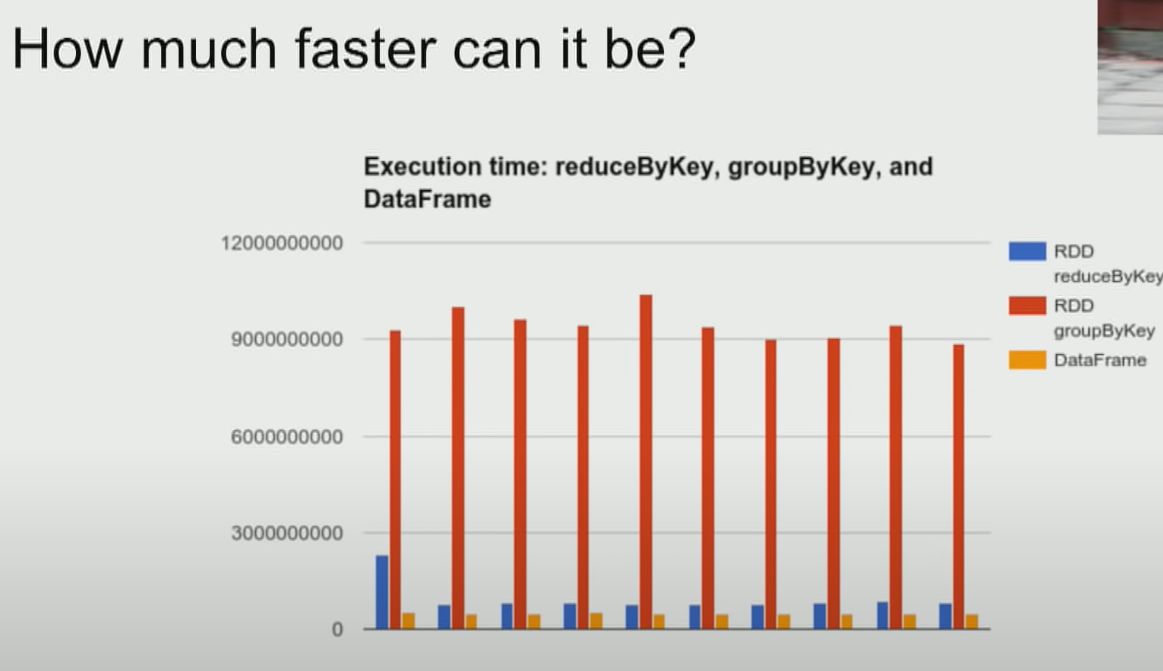 How much faster can it be?
Execution time: reduceByKey, groupByKey, and
DataFrame
12000000000
9000000000
6000000000
3000000000
0
RDD
reduceByKey
RDD
groupByKey
DataFrame